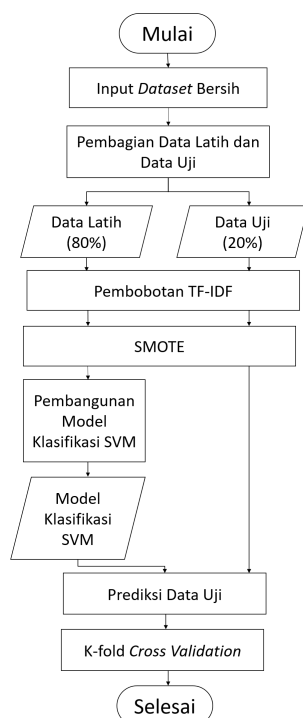 Mulai
Input Dataset Bersih
Pembagian Data Latih dan
Data Uji
Data Latih
(80%)
Data Uji
(20%)
Pembobotan TF-IDF
SMOTE
Pembangunan
Model
Klasifikasi SVM
Model
Klasifikasi
SVM
Prediksi Data Uji
K-fold Cross Validation
Selesai